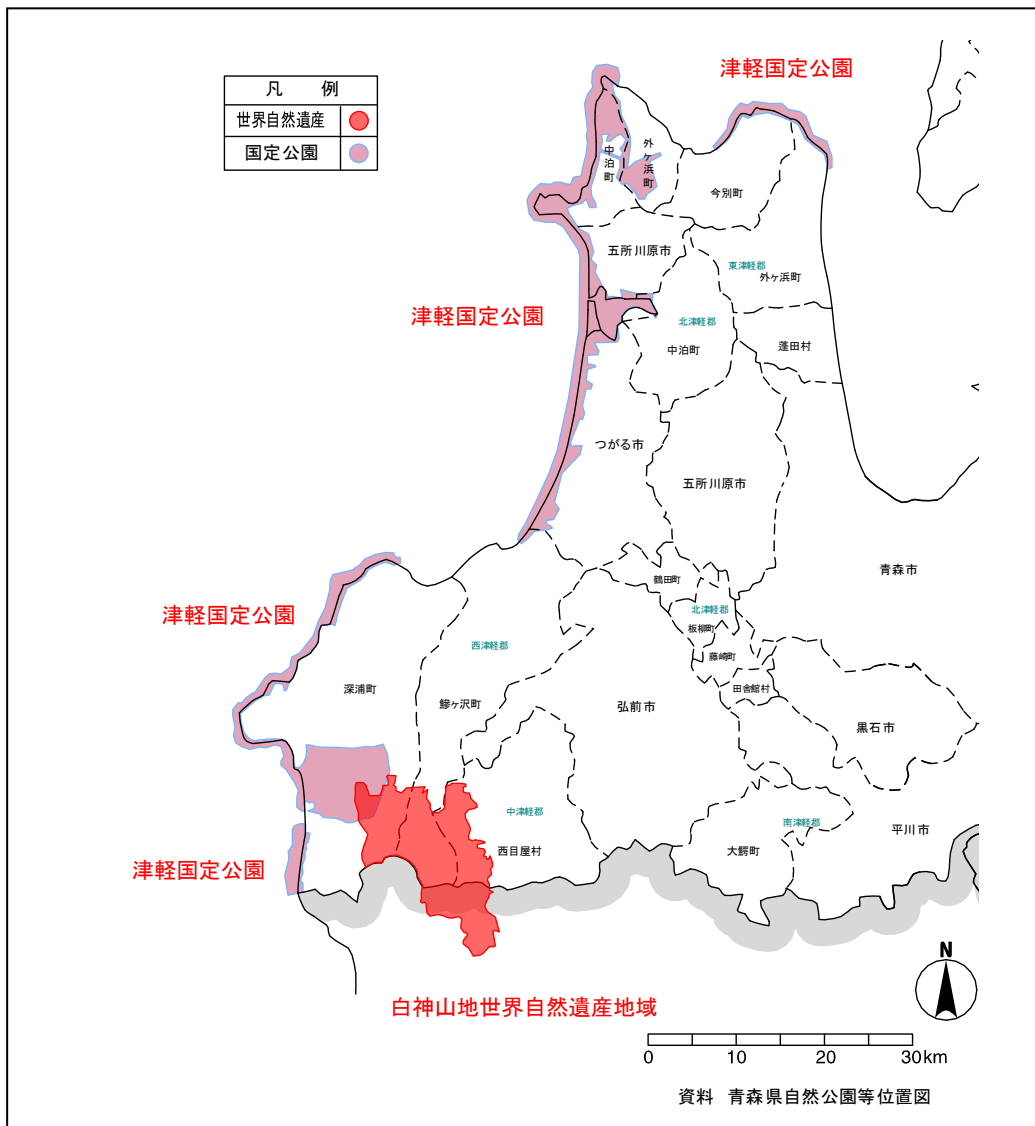 津軽国定公園
凡 例
世界自然遺産
国定公園
中泊町
外ヶ浜町
今別町
五所川原市
東津軽郡
外ヶ浜町
津軽国定公園
北津軽郡
中泊町
蓬田村
つがる市
五所川原市
青森市
鶴田町
北津軽郡
板柳町
藤崎町
田舎館村
津軽国定公園
西津軽郡
深浦町
鰺ヶ沢町
弘前市
黒石市
中津軽郡
西目屋村
南津軽郡
大鰐町
平川市
津軽国定公園
N
白神山地世界自然遺産地域
0 10 20 30km
資料 青森県自然公園等位置図